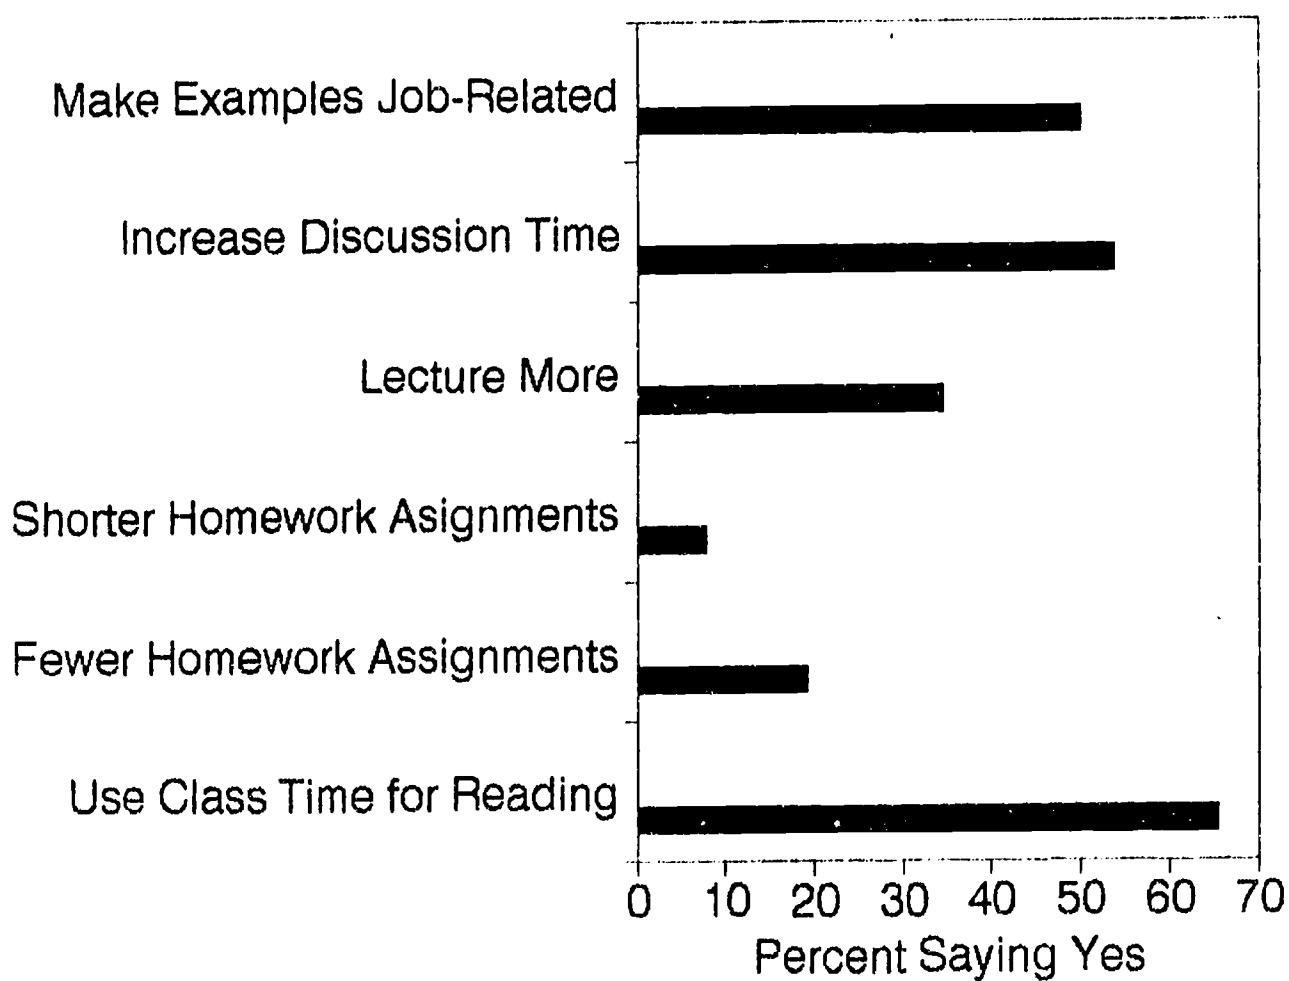 Make Examples Job-Related
Increase Discussion Time
Lecture More
Shorter Homework Asignments
Fewer Homework Assignments
Use Class Time for Reading
0 10 20 30 40 50 60 70
Percent Saying Yes